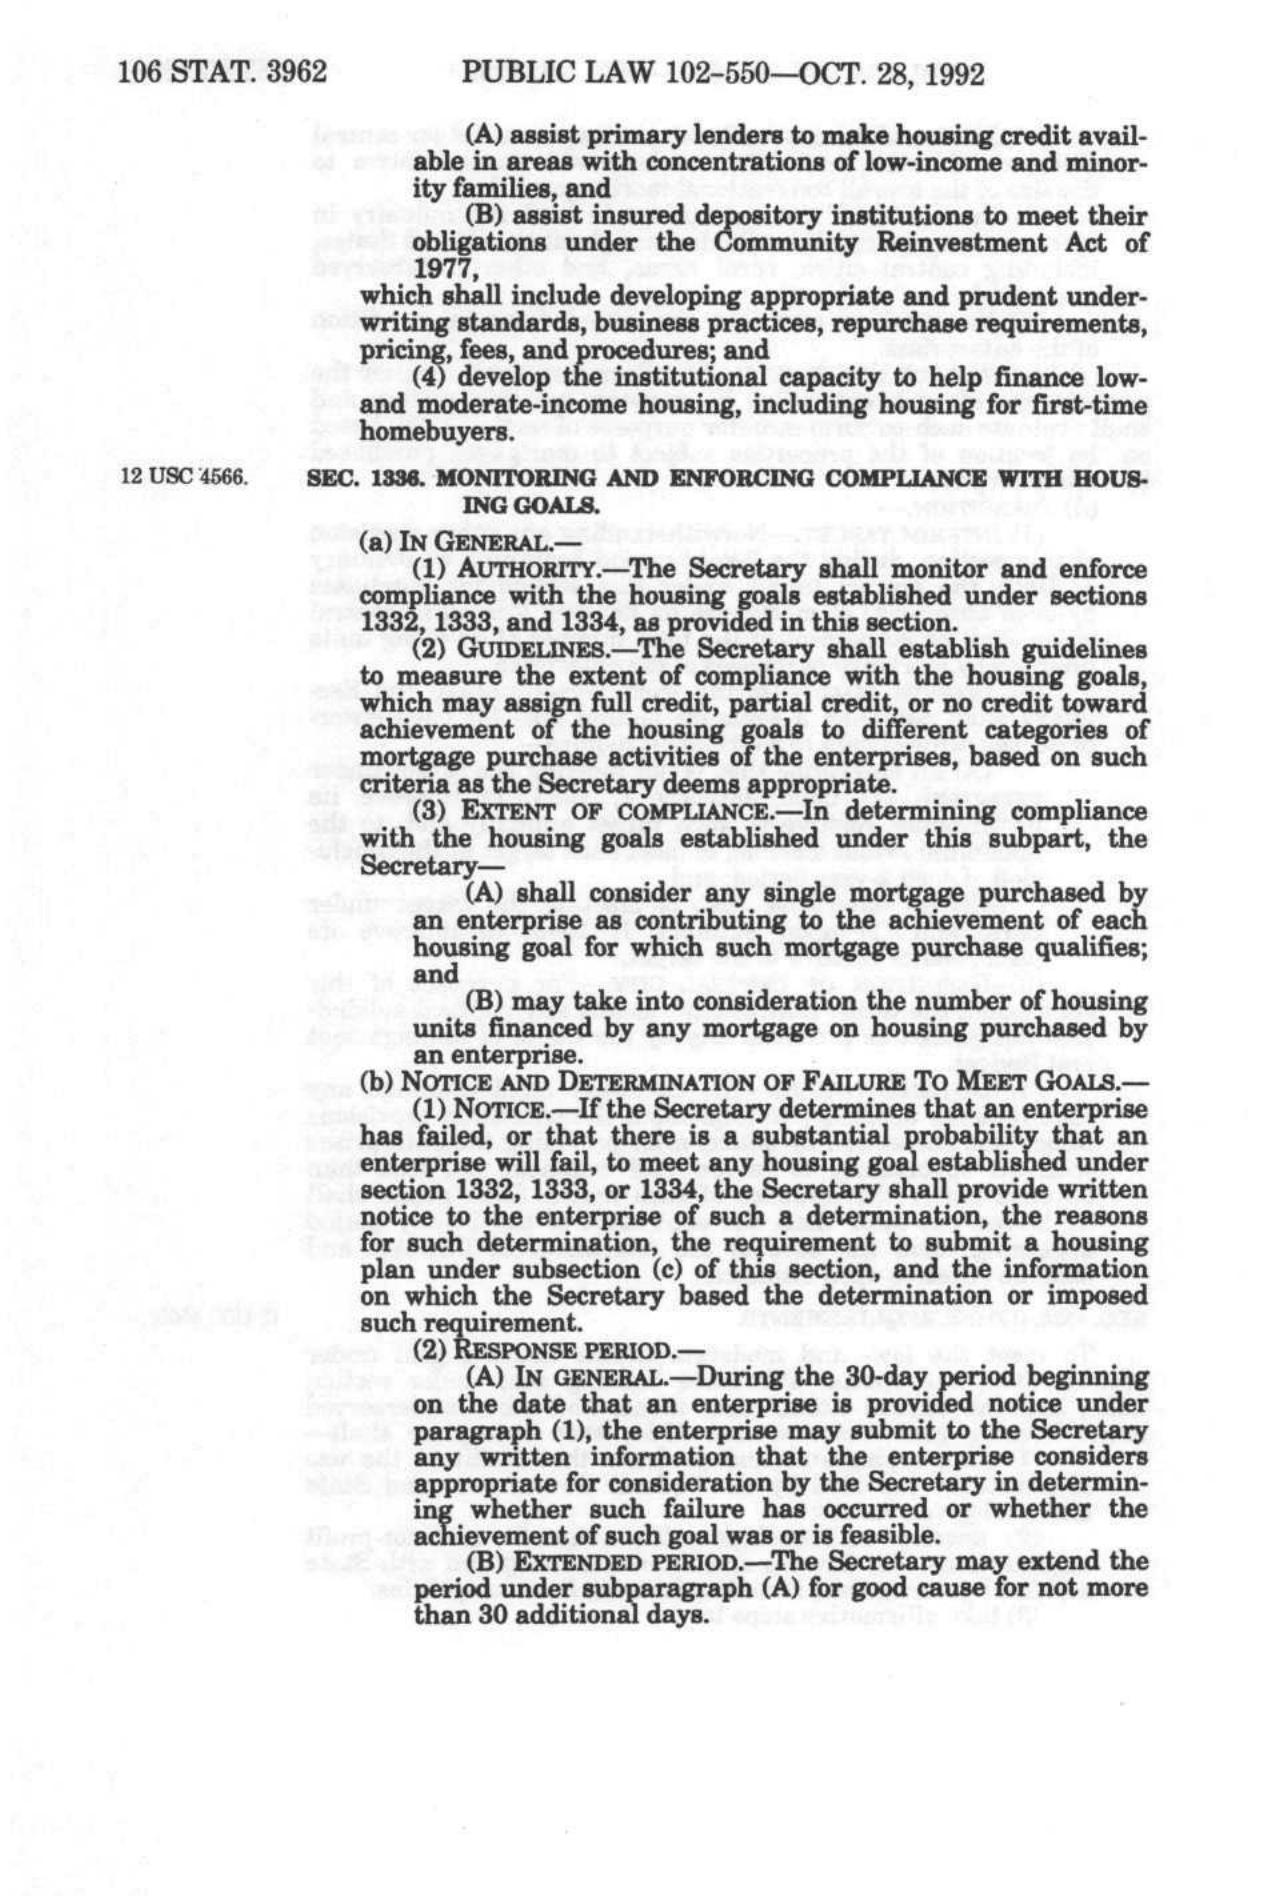 106 STAT. 3962 PUBLIC LAW 102-550—OCT. 28, 1992
(A) assist primary lenders to make housing credit avail-
able in areas with concentrations of low-income and minor-
ity families, and
(B) assist insured depository institutions to meet their
obligations under the Community Reinvestment Act of
1977,
which shall include developing appropriate and prudent under-
writing standards, business practices, repurchase requirements,
pricing, fees, and procedures; and
(4) develop the institutional capacity to help finance low-
and moderate-income housing, including housing for first-time
homebuyers.
12 USC 4566. SEC. 1336. MONITORING AND ENFORCING COMPLIANCE WITH HOUS-
ING GOALS.
(a) IN GENERAL.—
(1) AUTHORITY.—The Secretary shall monitor and enforce
compliance with the housing goals established under sections
1332, 1333, and 1334, as provided in this section.
(2) GUIDELINES.—The Secretary shall establish guidelines
to measure the extent of compliance with the housing goals,
which may assign full credit, partial credit, or no credit toward
achievement of the housing goals to different categories of
mortgage purchase activities of the enterprises, based on such
criteria as the Secretary deems appropriate.
(3) EXTENT OF COMPLIANCE.—In determining compliance
with the housing goals established under this subpart, the
Secretary—
(A) shall consider any single mortgage purchased by
an enterprise as contributing to the achievement of each
housing goal for which such mortgage purchase qualifies;
and
(B) may take into consideration the number of housing
units financed by any mortgage on housing purchased by
an enterprise.
(b) NOTICE AND DETERMINATION OF FAILURE TO MEET GOALS.—
(1) NOTICE.—If the Secretary determines that an enterprise
has failed, or that there is a substantial probability that an
enterprise will fail, to meet any housing goal established under
section 1332, 1333, or 1334, the Secretary shall provide written
notice to the enterprise of such a determination, the reasons
for such determination, the requirement to submit a housing
plan under subsection (c) of this section, and the information
on which the Secretary based the determination or imposed
such requirement.
(2) RESPONSE PERIOD.—
(A) IN GENERAL.—During the 30-day period beginning
on the date that an enterprise is provided notice under
paragraph (1), the enterprise may submit to the Secretary
any written information that the enterprise considers
appropriate for consideration by the Secretary in determin-
ing whether such failure has occurred or whether the
achievement of such goal was or is feasible.
(B) EXTENDED PERIOD.—The Secretary may extend the
period under subparagraph (A) for good cause for not more
than 30 additional days.